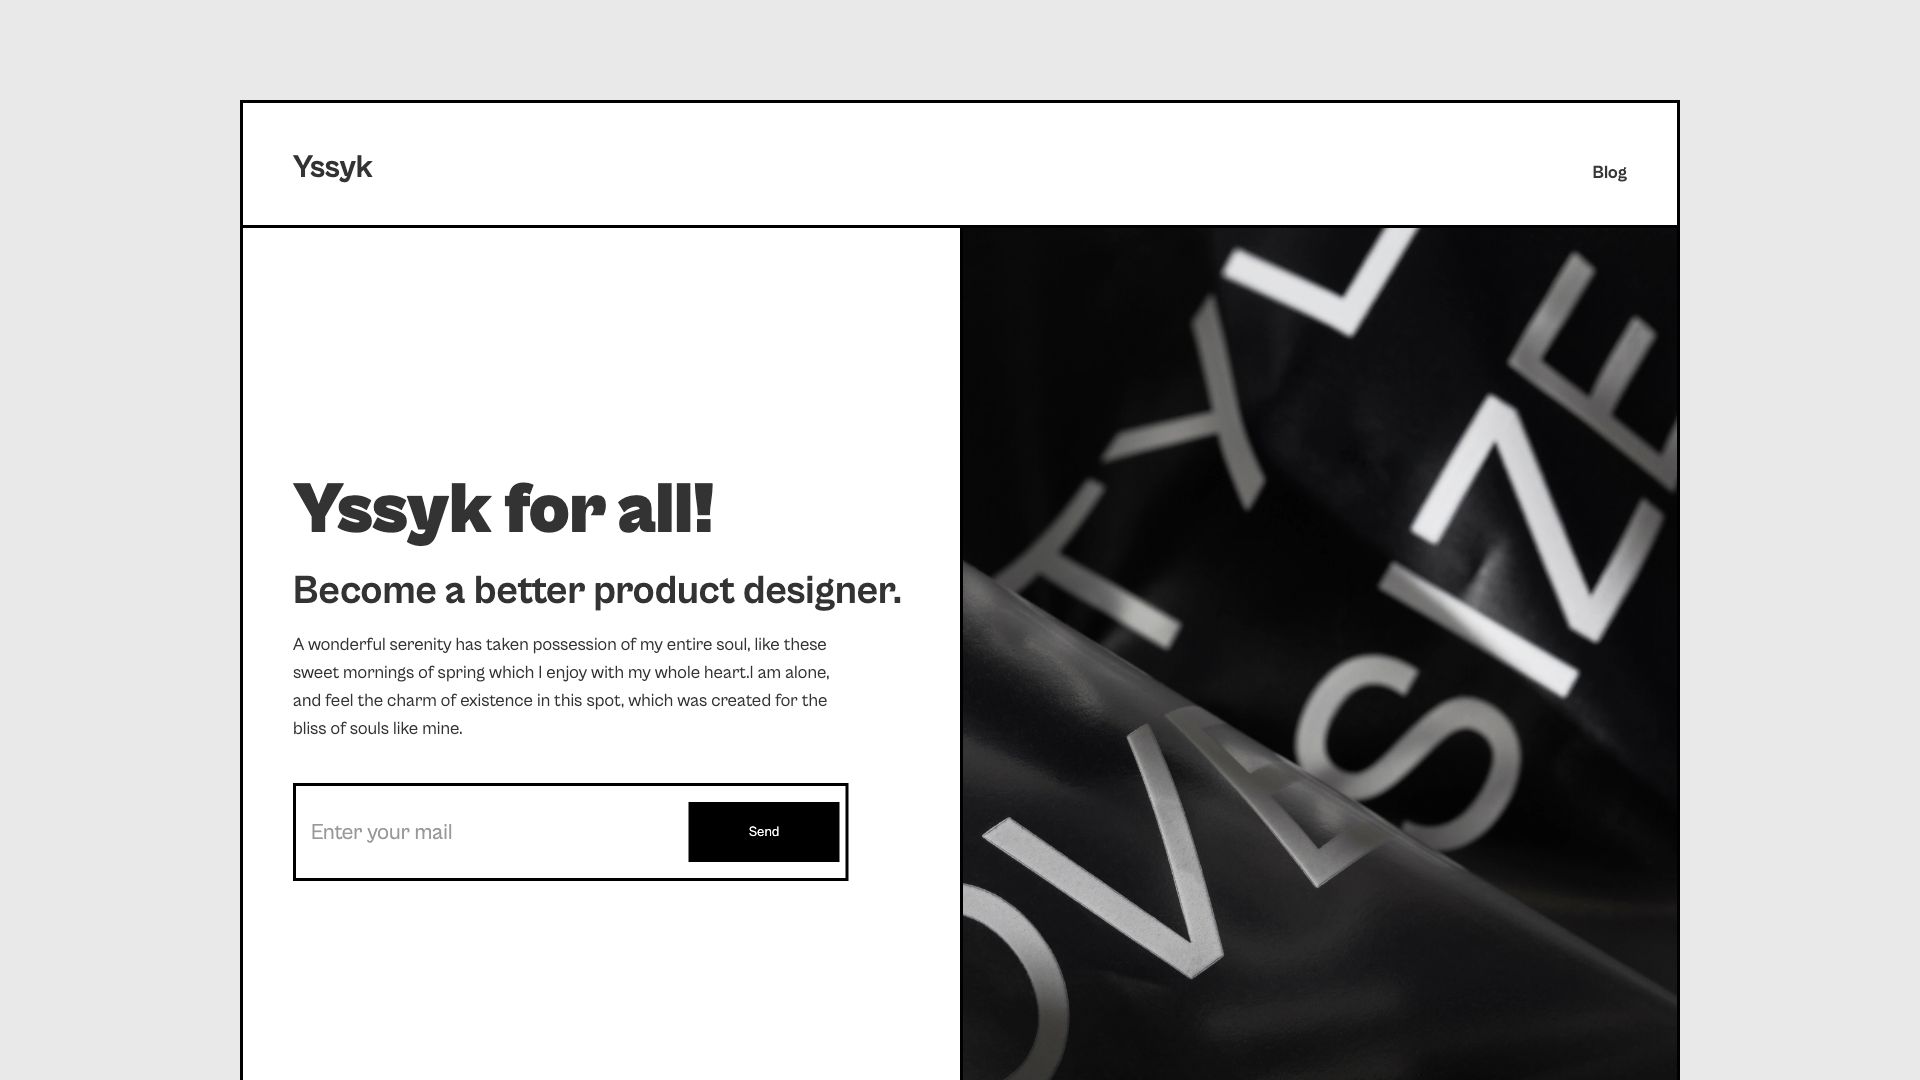 Yssyk
Blog
Yssyk for all!
Become a better product designer.
A wonderful serenity has taken possession of my entire soul, like these
sweet mornings of spring which I enjoy with my whole heart.I am alone,
and feel the charm of existence in this spot, which was created for the
bliss of souls like mine.
Enter your mail
Send
TYL
SIZE
OVE